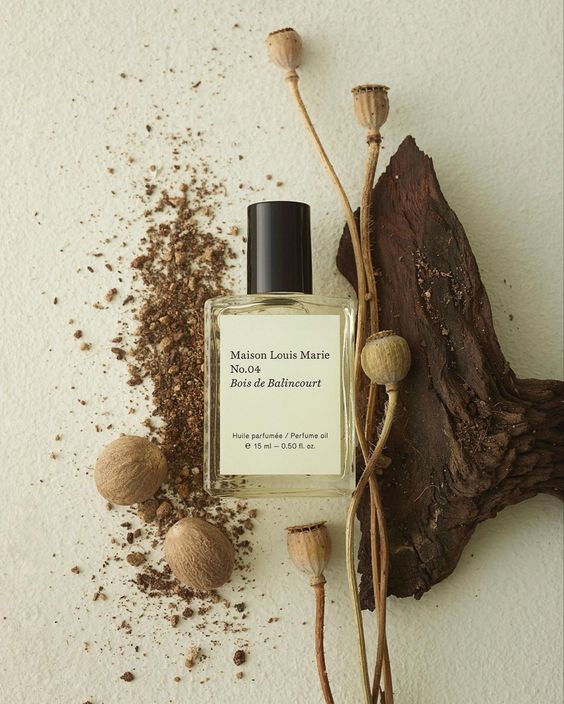 Maison Louis Marie
No.04
Bois de Balincourt
Huile parfumée / Perfume oil
℮ 15 ml – 0.50 fl. oz.